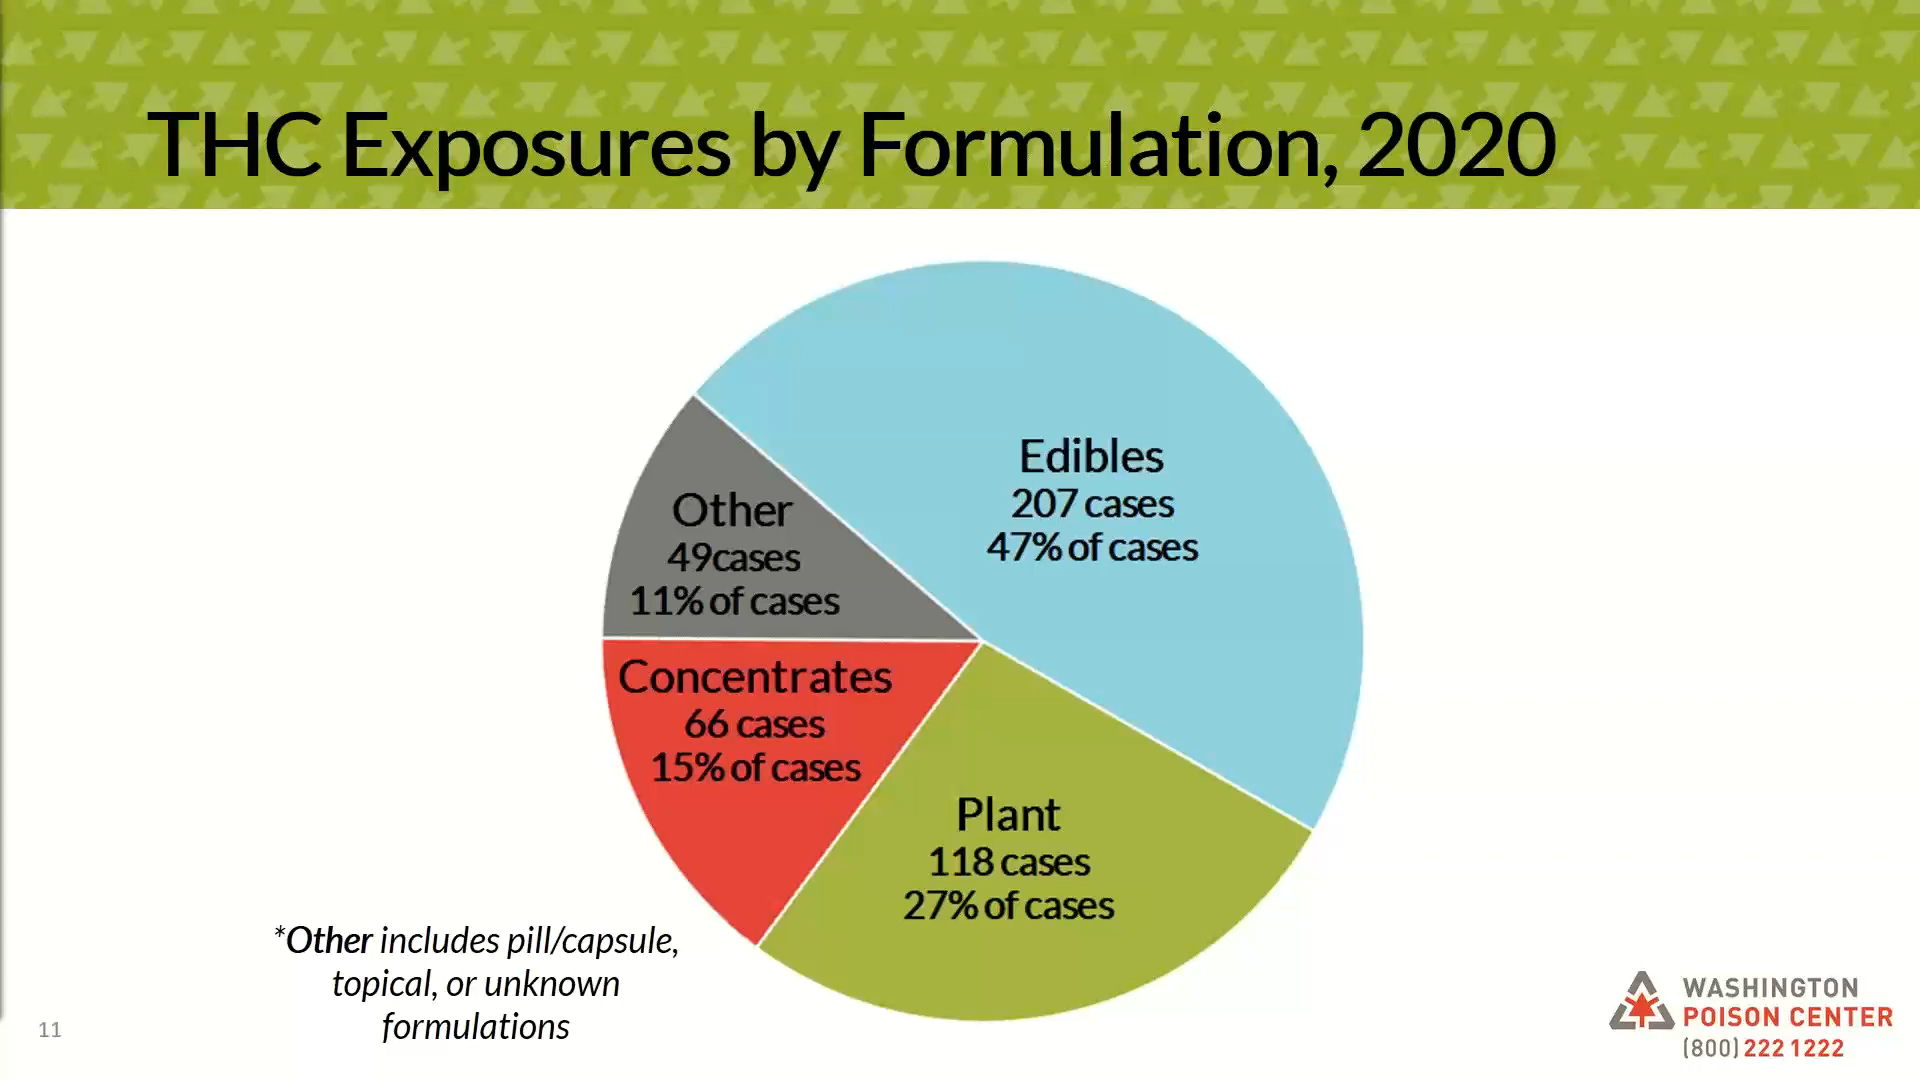 THC Exposures by Formulation, 2020
Edibles
207 cases
47% of cases
Other
49cases
11% of cases
Concentrates
66 cases
15% of cases
Plant
118 cases
27% of cases
*Other includes pill/capsule,
topical, or unknown
formulations
11
WASHINGTON
POISON CENTER
(800) 222 1222